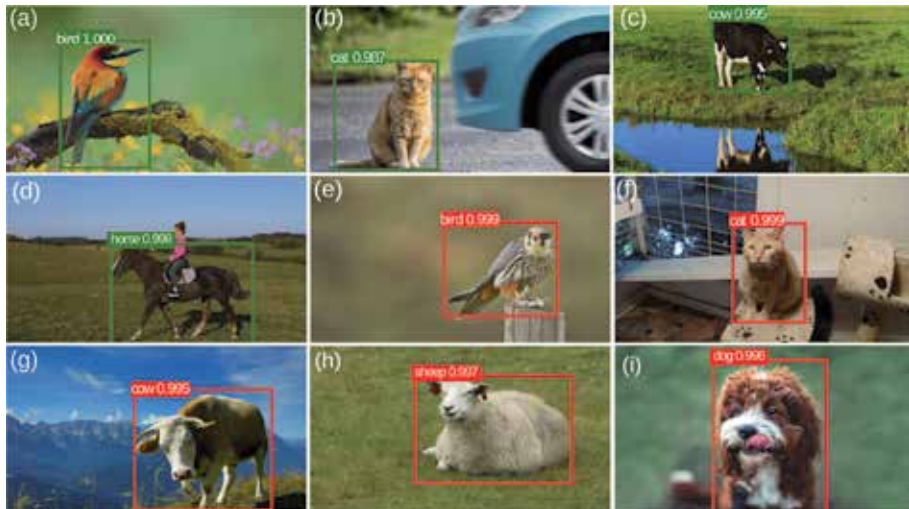 (a)
bird 1.000
(b)
cat 0.987
(c)
cow 0.995
(d)
horse 0.998
(e)
bird 0.999
(f)
cat 0.999
(g)
cow 0.995
(h)
sheep 0.997
(i)
dog 0.996